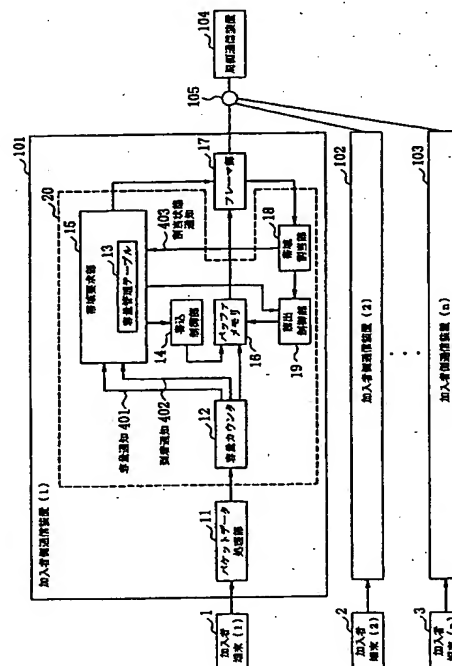 101
加入者側通信装置 (1)
20
15
帯域要求部
13
容量管理テーブル
403
割当状態
通知
容量通知 401
到着通知 402
14
書込
制御部
12
容量カウンタ
16
バッファ
メモリ
17
フレーマ部
18
帯域
割当部
19
読出
制御部
11
パケットデータ
処理部
1
加入者
端末 (1)
104
局側通信装置
105
102
加入者側通信装置 (2)
2
加入者
端末 (2)
103
加入者側通信装置 (n)
3
加入者
端末 (n)